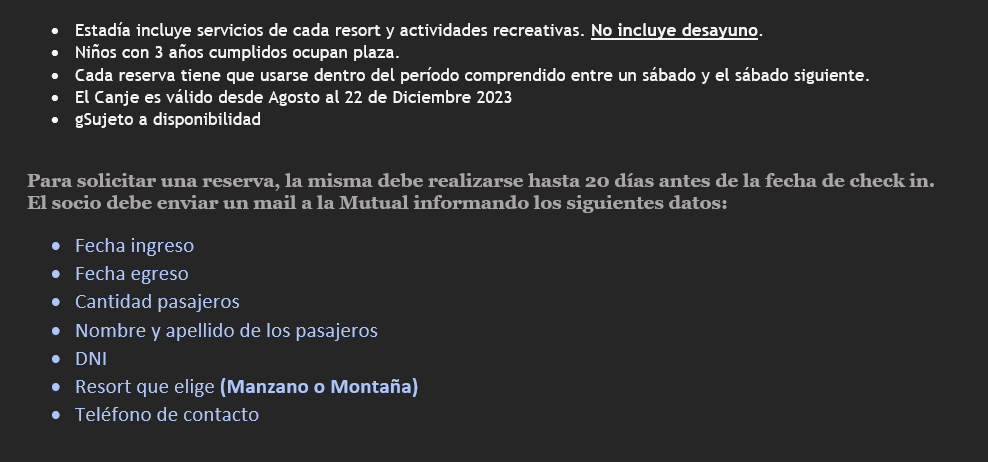 • Estadía incluye servicios de cada resort y actividades recreativas. No incluye desayuno.
• Niños con 3 años cumplidos ocupan plaza.
• Cada reserva tiene que usarse dentro del período comprendido entre un sábado y el sábado siguiente.
• El Canje es válido desde Agosto al 22 de Diciembre 2023
• gSujeto a disponibilidad
Para solicitar una reserva, la misma debe realizarse hasta 20 días antes de la fecha de check in.
El socio debe enviar un mail a la Mutual informando los siguientes datos:
• Fecha ingreso
• Fecha egreso
• Cantidad pasajeros
• Nombre y apellido de los pasajeros
• DNI
• Resort que elige (Manzano o Montaña)
• Teléfono de contacto